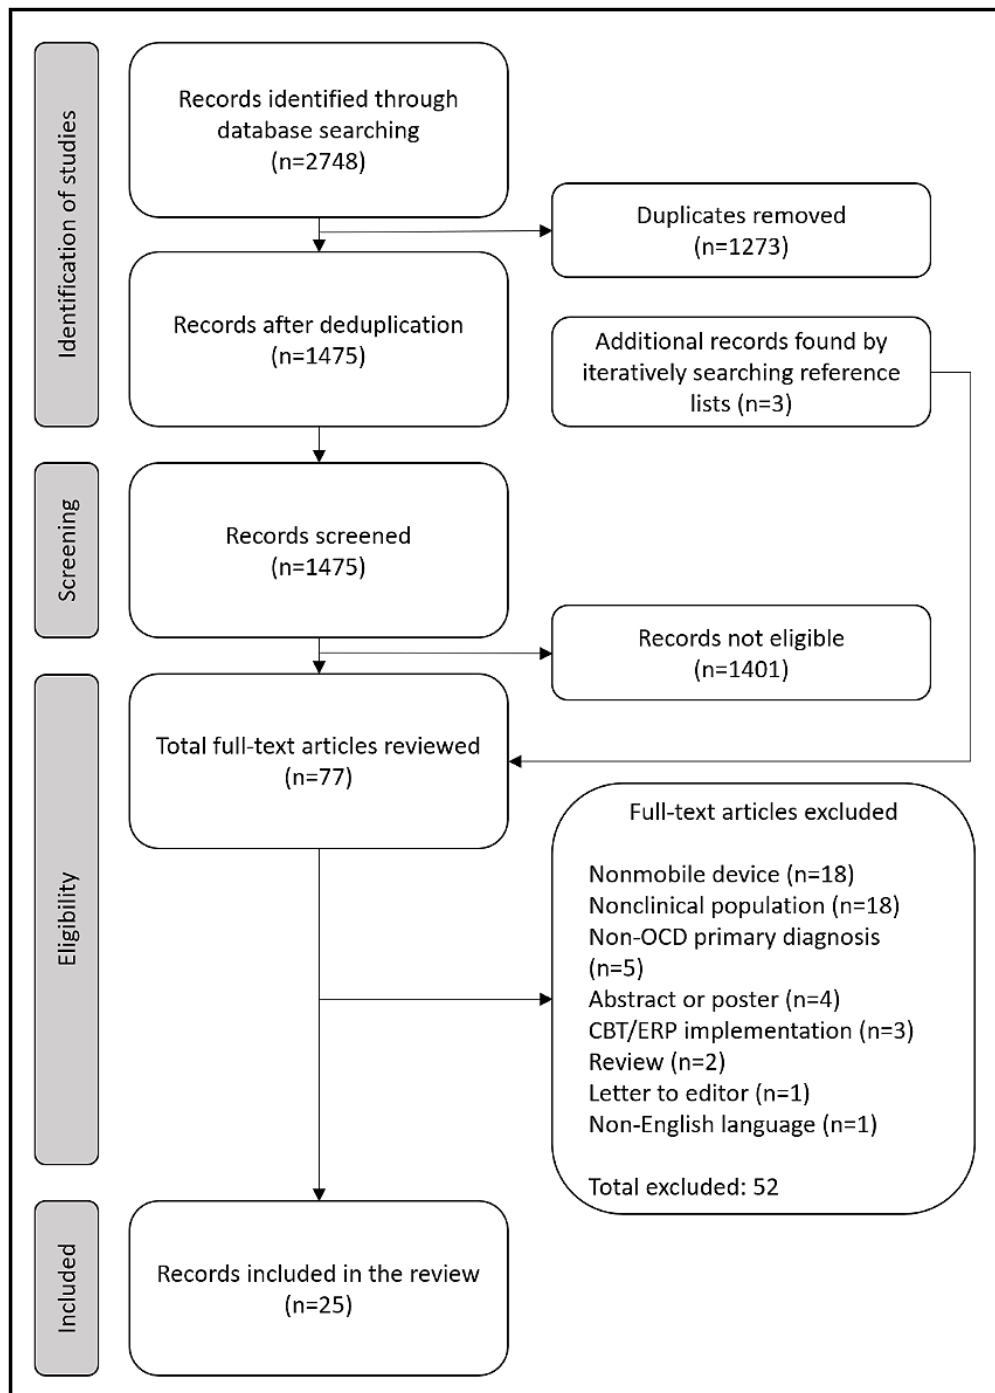 Identification of studies
Records identified through
database searching
(n=2748)
Duplicates removed
(n=1273)
Records after deduplication
(n=1475)
Additional records found by
iteratively searching reference
lists (n=3)
Screening
Records screened
(n=1475)
Records not eligible
(n=1401)
Eligibility
Total full-text articles reviewed
(n=77)
Full-text articles excluded
Nonmobile device (n=18)
Nonclinical population (n=18)
Non-OCD primary diagnosis
(n=5)
Abstract or poster (n=4)
CBT/ERP implementation (n=3)
Review (n=2)
Letter to editor (n=1)
Non-English language (n=1)
Total excluded: 52
Included
Records included in the review
(n=25)